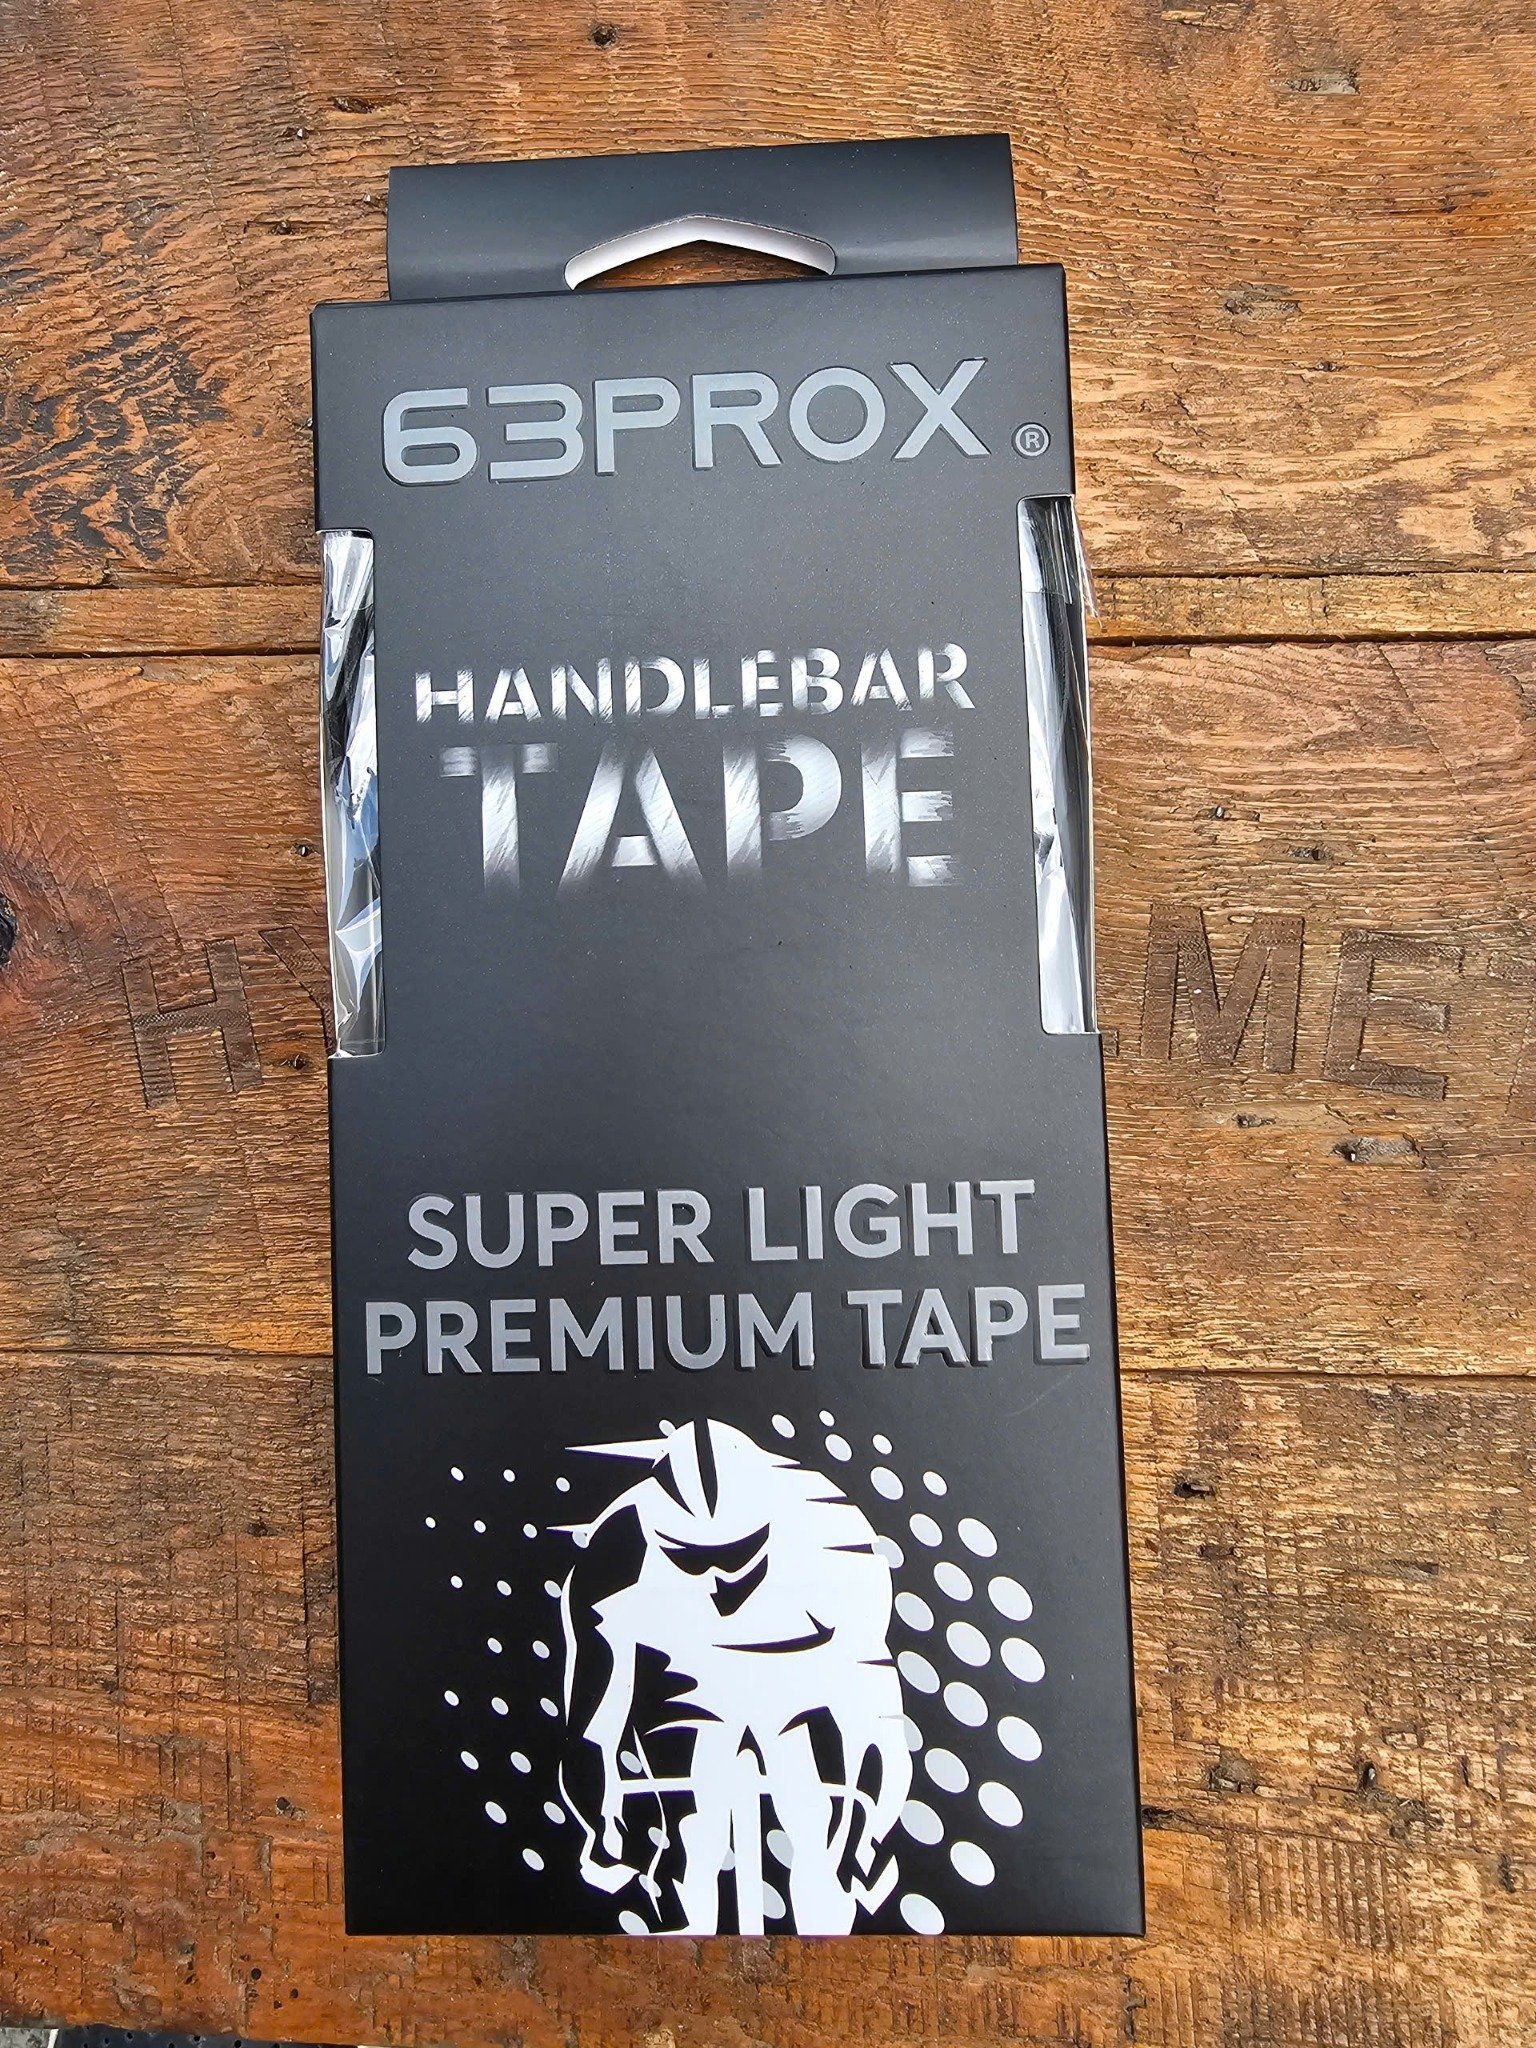 63PROX®
HANDLEBAR
TAPE
SUPER LIGHT
PREMIUM TAPE